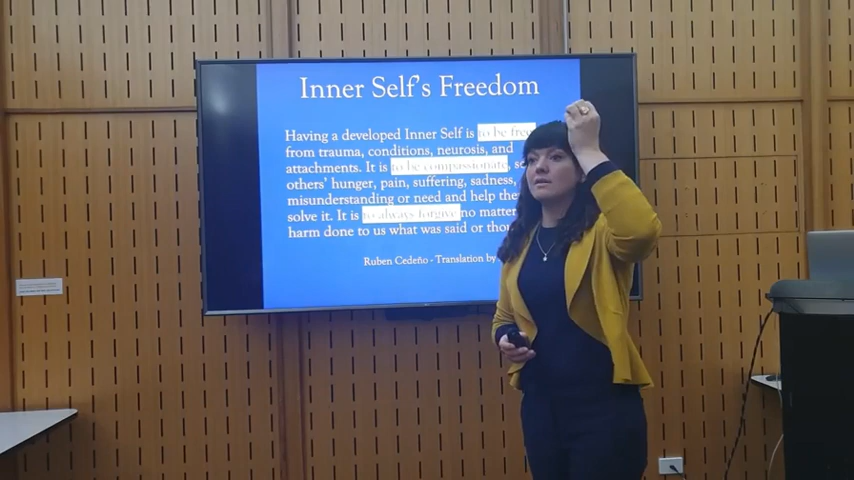 Inner Self's Freedom
Having a developed Inner Self is to be free
from trauma, conditions, neurosis, and
attachments. It is to be compassionate,
others' hunger, pain, suffering, sadness,
misunderstanding or need and help
solve it. It is to always forgive no matter
harm done to us what was said or
Ruben Cedeño - Translation by